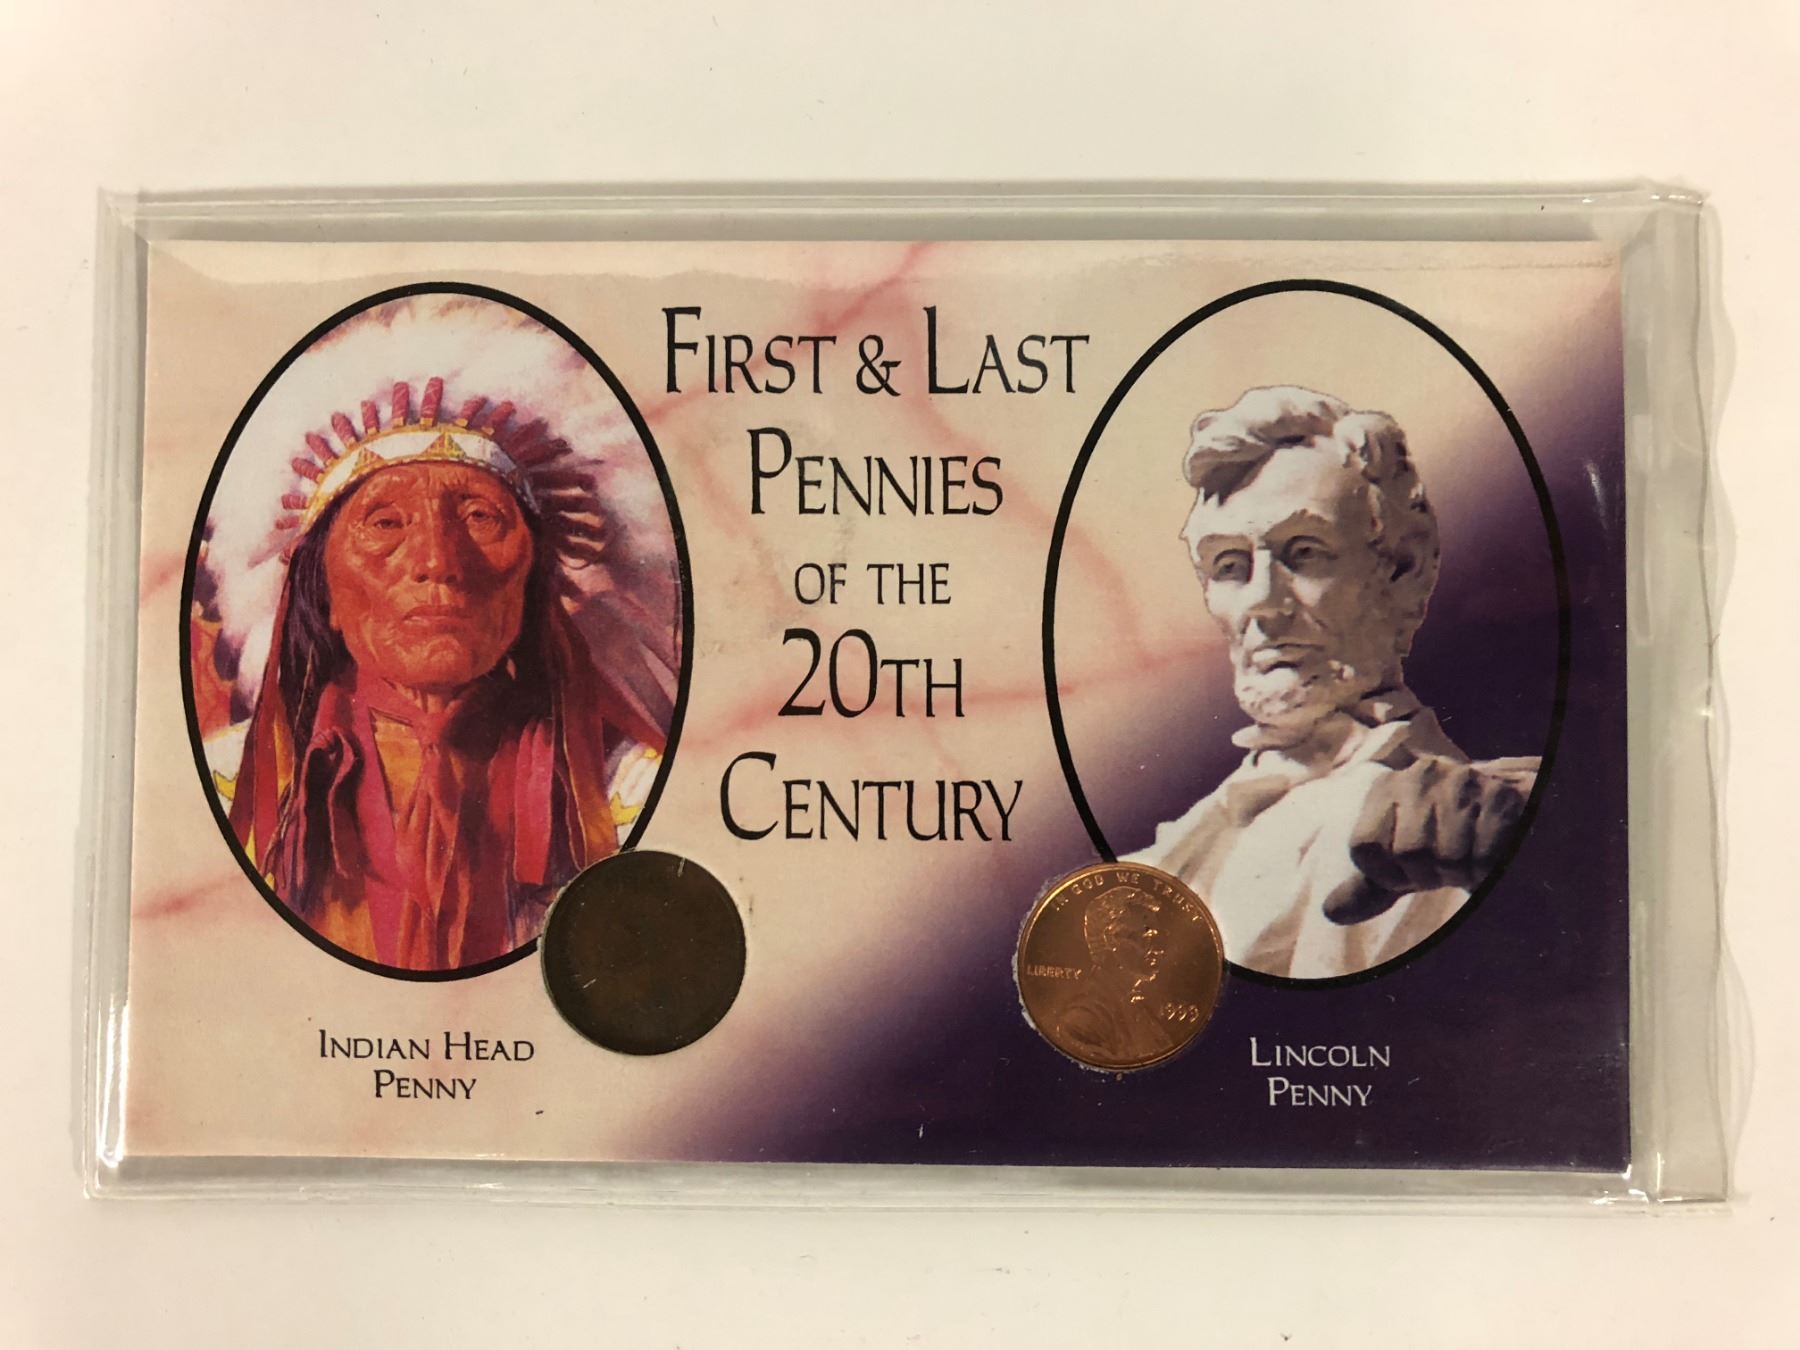 FIRST & LAST
PENNIES
OF THE
20TH
CENTURY
IN GOD WE TRUST
LIBERTY
1999
INDIAN HEAD
PENNY
LINCOLN
PENNY